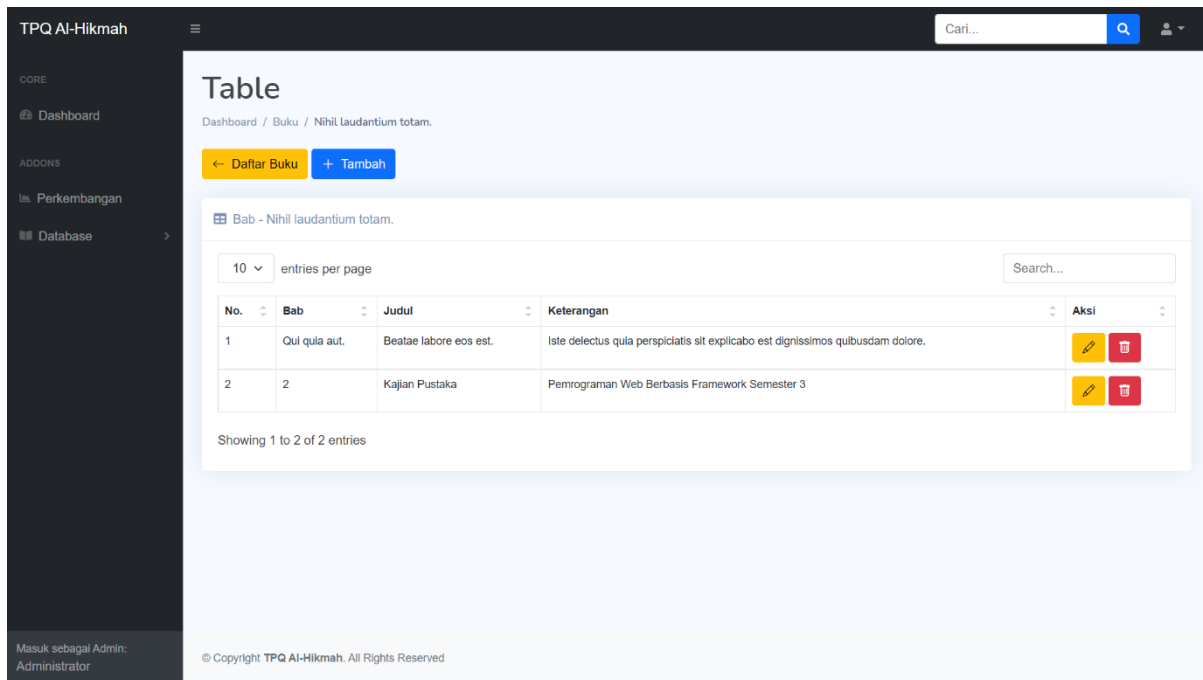 TPQ Al-Hikmah
Cari...
CORE
Dashboard
ADDONS
Perkembangan
Database
Masuk sebagai Admin:
Administrator
Table
Dashboard / Buku / Nihil laudantium totam.
← Daftar Buku + Tambah
Bab - Nihil laudantium totam.
10 entries per page Search...
No. Bab Judul Keterangan Aksi
1 Qui quia aut. Beatae labore eos est. Iste delectus quia perspiciatis sit explicabo est dignissimos quibusdam dolore.
2 2 Kajian Pustaka Pemrograman Web Berbasis Framework Semester 3
Showing 1 to 2 of 2 entries
© Copyright TPQ Al-Hikmah. All Rights Reserved